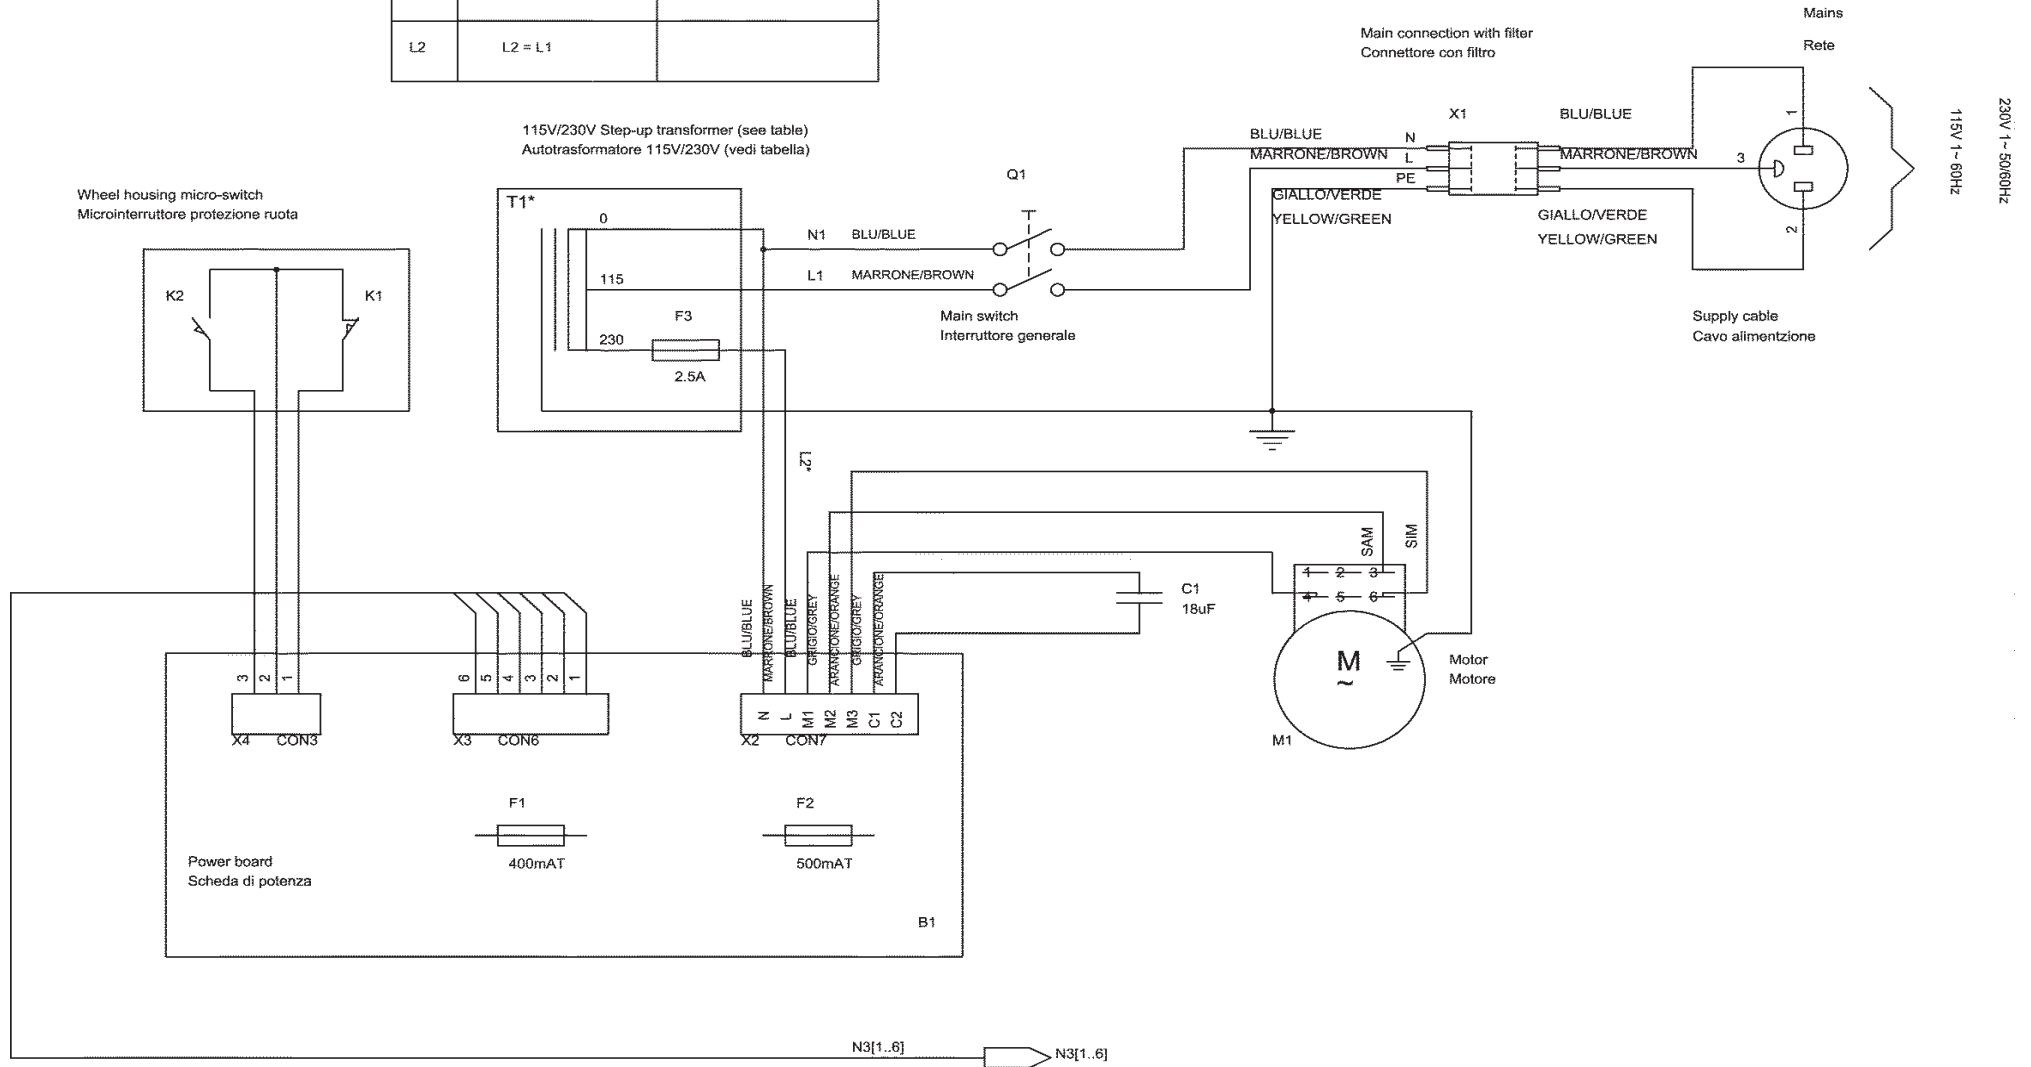 L2
L2 = L1
Mains
Rete
Main connection with filter
Connettore con filtro
115V/230V Step-up transformer (see table)
Autotrasformatore 115V/230V (vedi tabella)
Wheel housing micro-switch
Microinterruttore protezione ruota
K2
K1
T1*
0
115
230
F3
2.5A
N1
BLU/BLUE
L1
MARRONE/BROWN
Q1
Main switch
Interruttore generale
BLU/BLUE
MARRONE/BROWN
GIALLO/VERDE
YELLOW/GREEN
N
L
PE
X1
BLU/BLUE
MARRONE/BROWN
GIALLO/VERDE
YELLOW/GREEN
1
3
2
115V 1~ 60Hz
230V 1~ 50/60Hz
Supply cable
Cavo alimentzione
L2*
SAM
SIM
1 2 3
4 5 6
C1
18uF
M
~
Motor
Motore
M1
BLU/BLUE
MARRONE/BROWN
BLU/BLUE
GRIGIO/GREY
ARANCIONE/ORANGE
GRIGIO/GREY
ARANCIONE/ORANGE
3 2 1
X4 CON3
6 5 4 3 2 1
X3 CON6
N L M1 M2 M3 C1 C2
X2 CON7
F1
400mAT
F2
500mAT
Power board
Scheda di potenza
B1
N3[1..6]
N3[1..6]